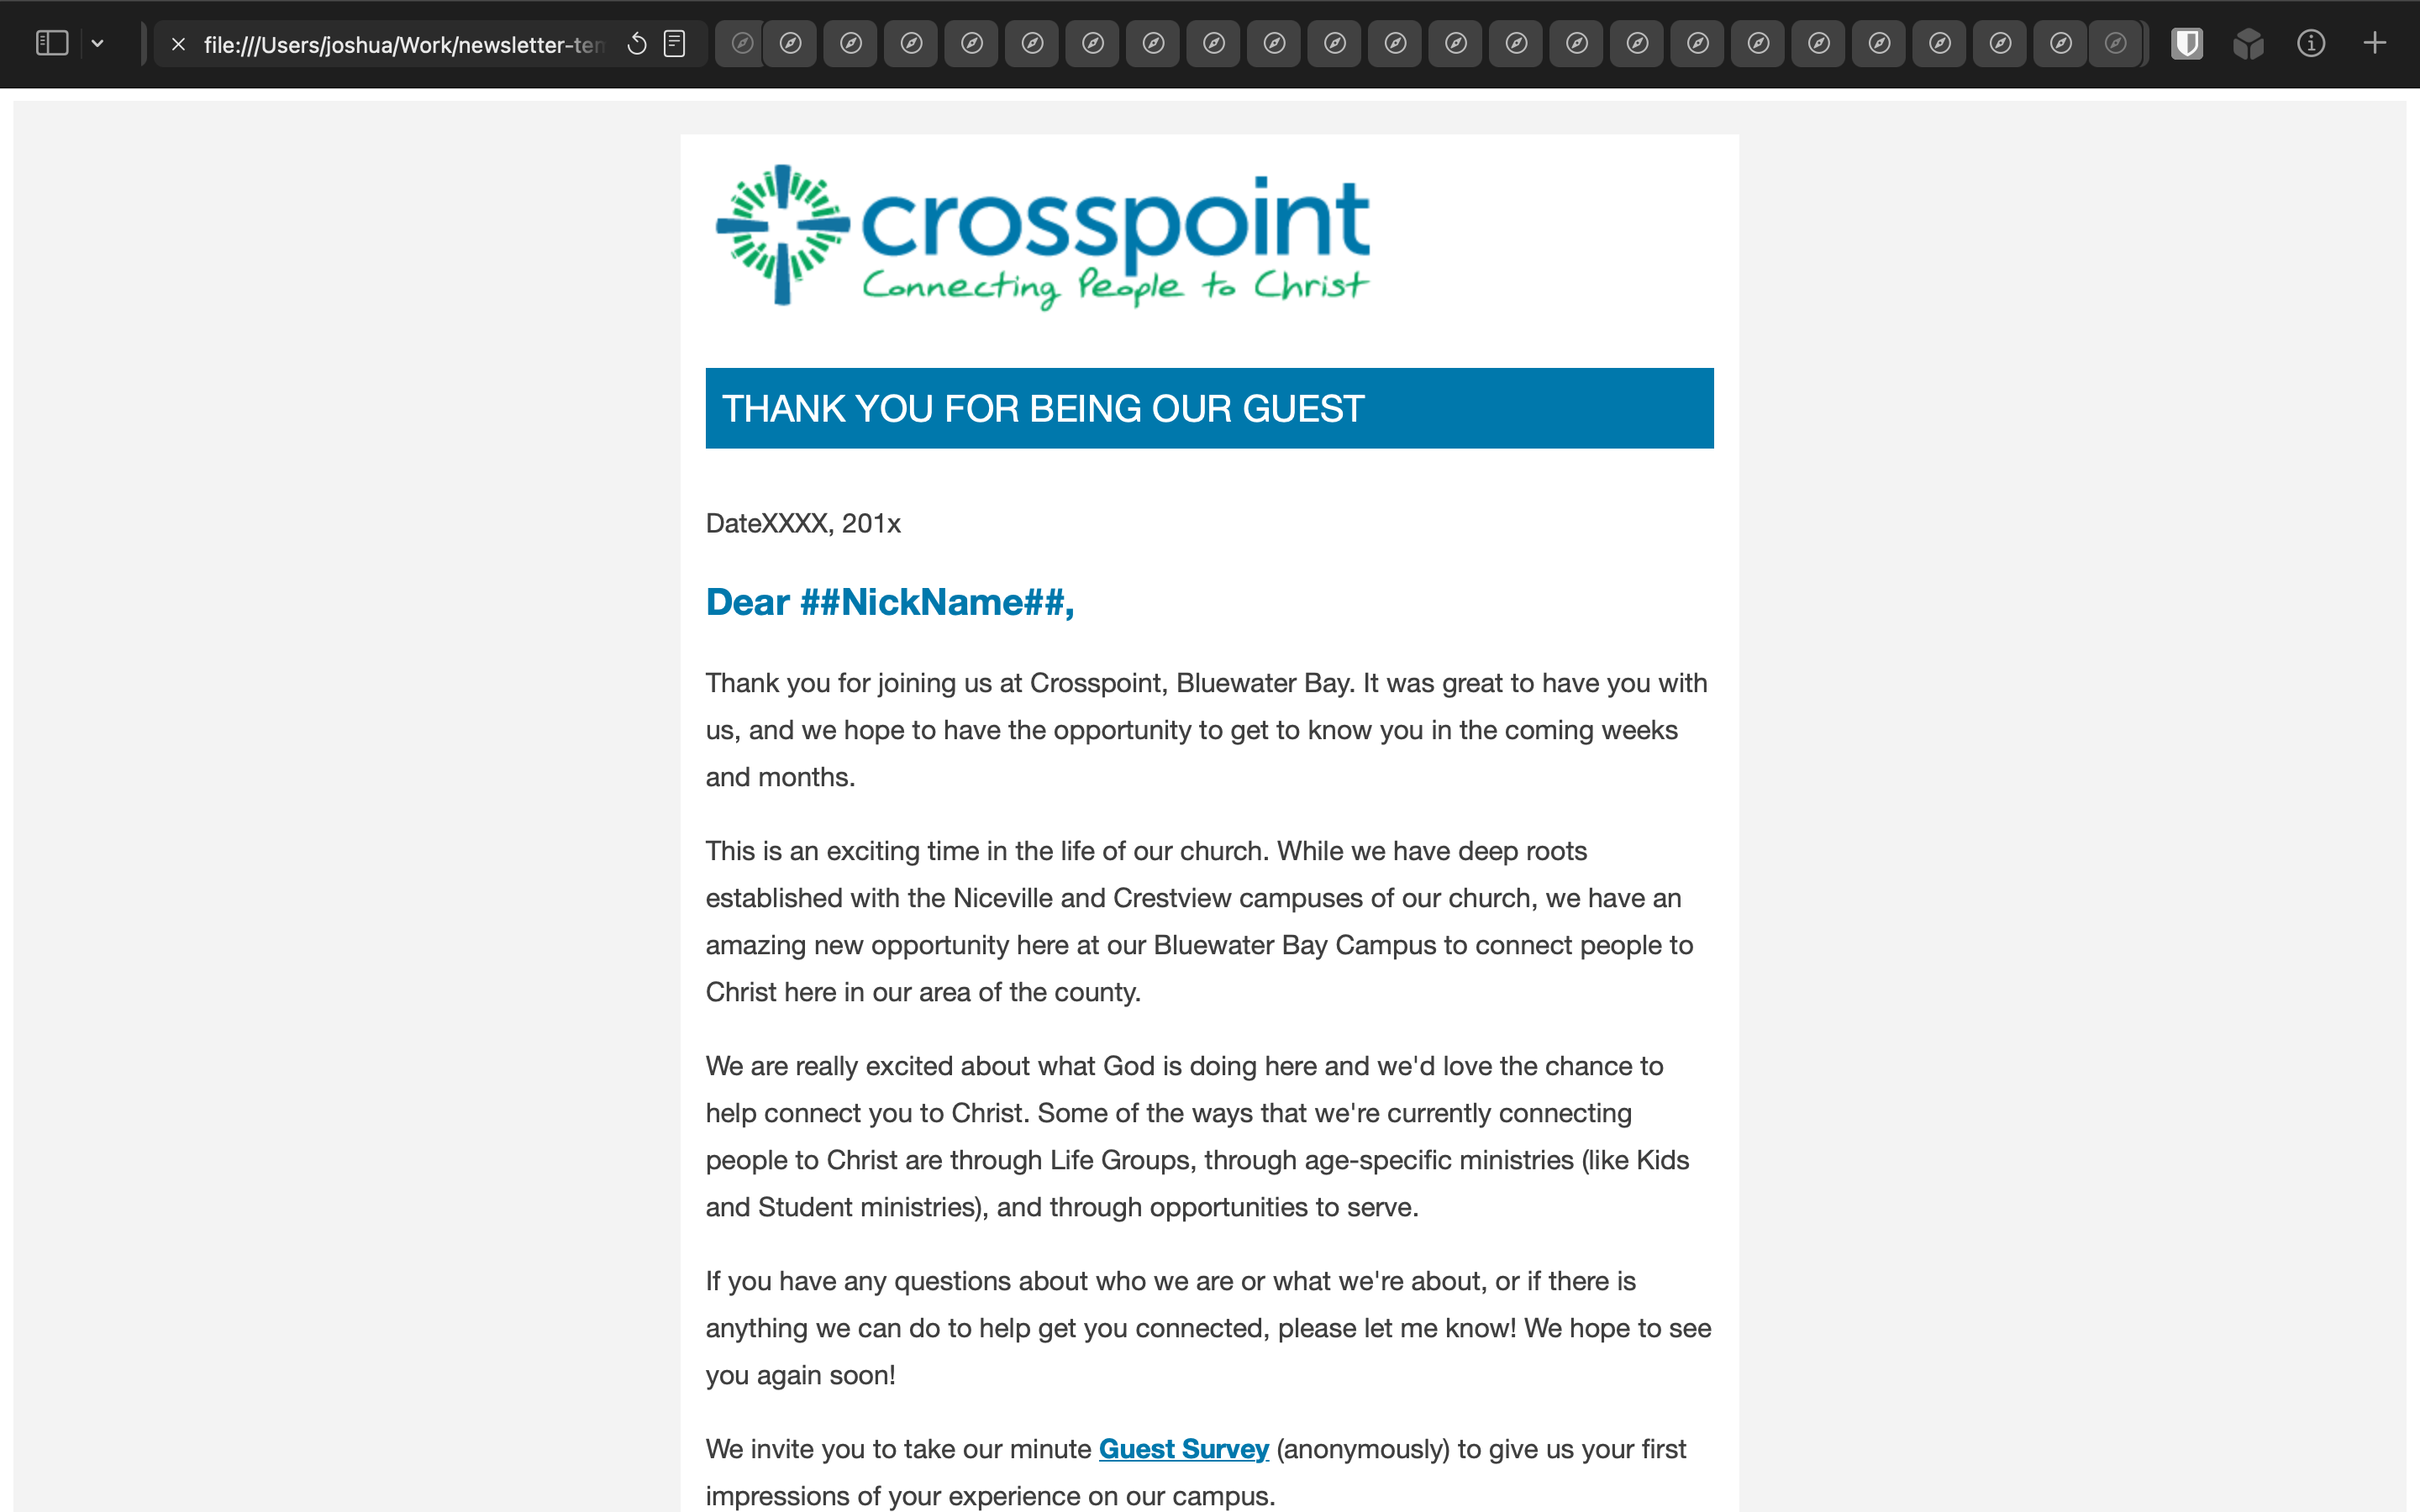 file:///Users/joshua/Work/newsletter-ten
crosspoint
Connecting People to Christ
THANK YOU FOR BEING OUR GUEST
DateXXXX, 201x
Dear ##NickName##,
Thank you for joining us at Crosspoint, Bluewater Bay. It was great to have you with
us, and we hope to have the opportunity to get to know you in the coming weeks
and months.
This is an exciting time in the life of our church. While we have deep roots
established with the Niceville and Crestview campuses of our church, we have an
amazing new opportunity here at our Bluewater Bay Campus to connect people to
Christ here in our area of the county.
We are really excited about what God is doing here and we'd love the chance to
help connect you to Christ. Some of the ways that we're currently connecting
people to Christ are through Life Groups, through age-specific ministries (like Kids
and Student ministries), and through opportunities to serve.
If you have any questions about who we are or what we're about, or if there is
anything we can do to help get you connected, please let me know! We hope to see
you again soon!
We invite you to take our minute Guest Survey (anonymously) to give us your first
impressions of your experience on our campus.